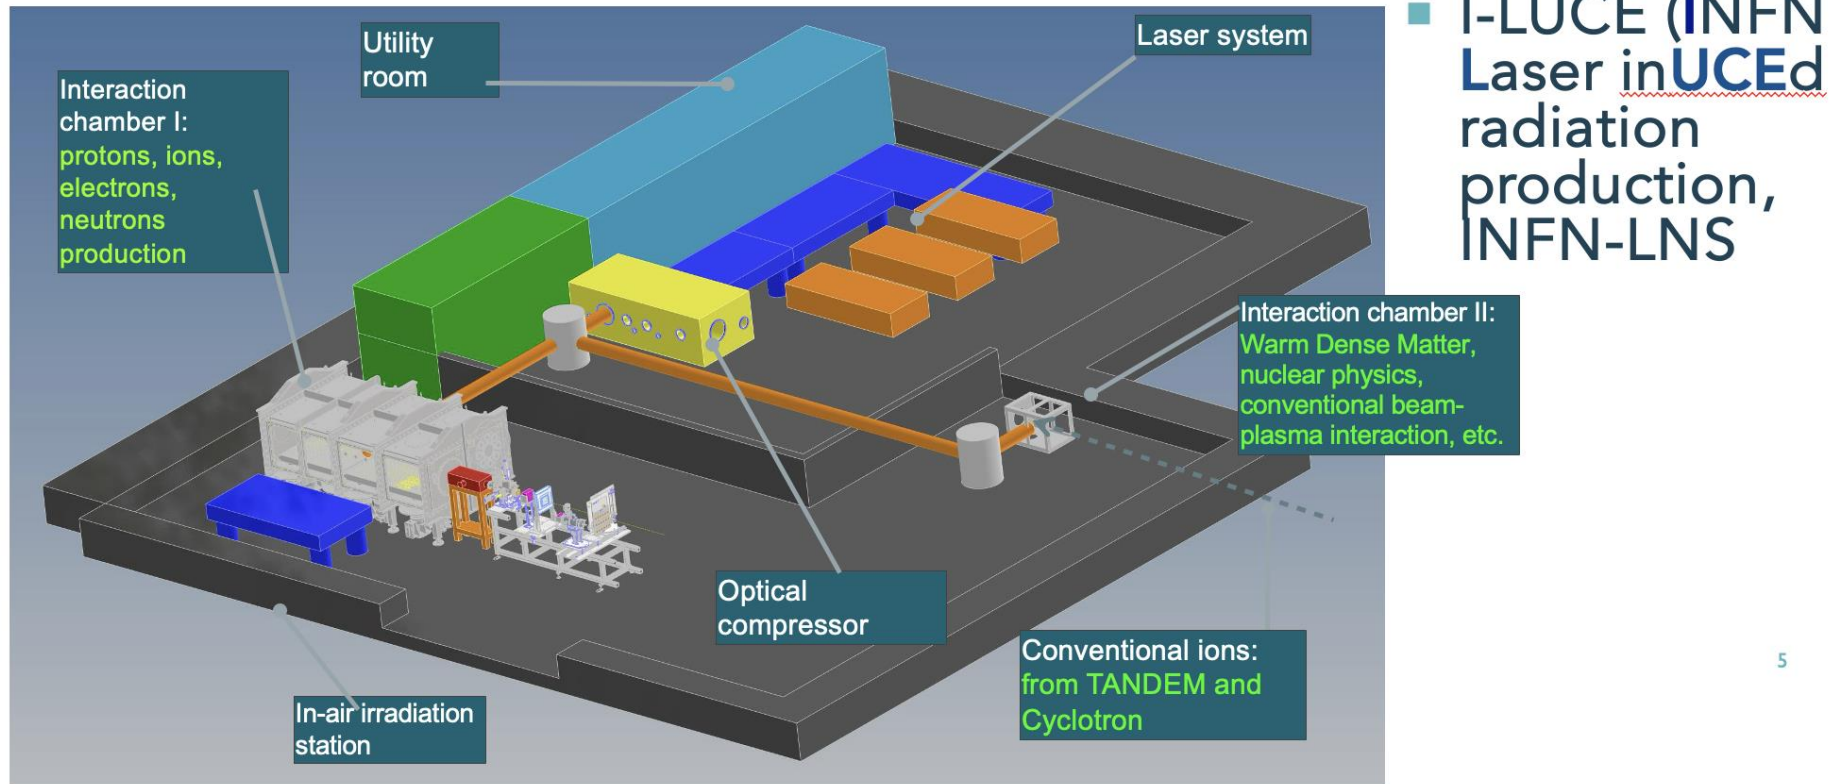 Utility
room
Laser system
Interaction
chamber I:
protons, ions,
electrons,
neutrons
production
I-LUCE (INFN
Laser inUCEd
radiation
production,
INFN-LNS
Interaction chamber II:
Warm Dense Matter,
nuclear physics,
conventional beam-
plasma interaction, etc.
Optical
compressor
Conventional ions:
from TANDEM and
Cyclotron
In-air irradiation
station
5